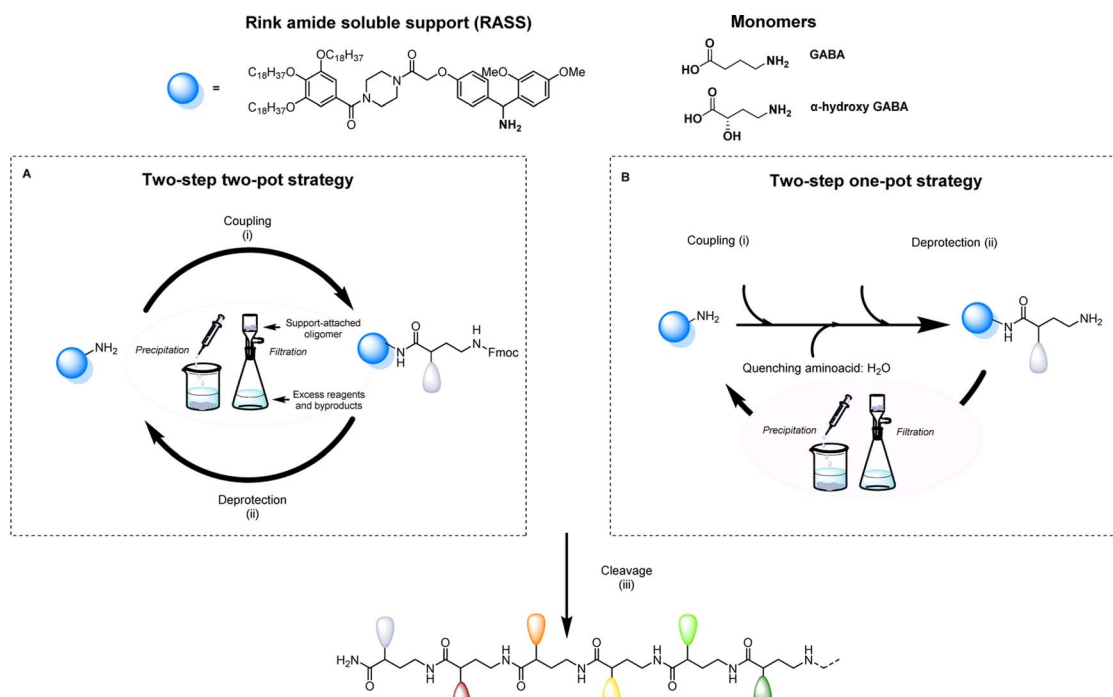 Rink amide soluble support (RASS)
Monomers
=
OC18H37
C18H37O
C18H37O
O
N
N
O
O
MeO
OMe
NH2
O
HO
NH2
GABA
O
HO
NH2
OH
α-hydroxy GABA
A
Two-step two-pot strategy
Coupling
(i)
NH2
Precipitation
Filtration
Support-attached
oligomer
Excess reagents
and byproducts
O
N
H
H
N
Fmoc
Deprotection
(ii)
B
Two-step one-pot strategy
Coupling (i)
Deprotection (ii)
NH2
Quenching aminoacid: H2O
O
N
H
NH2
Precipitation
Filtration
Cleavage
(iii)
H2N
O
N
H
O
H
N
O
N
H
O
H
N
O
N
H
O
H
N